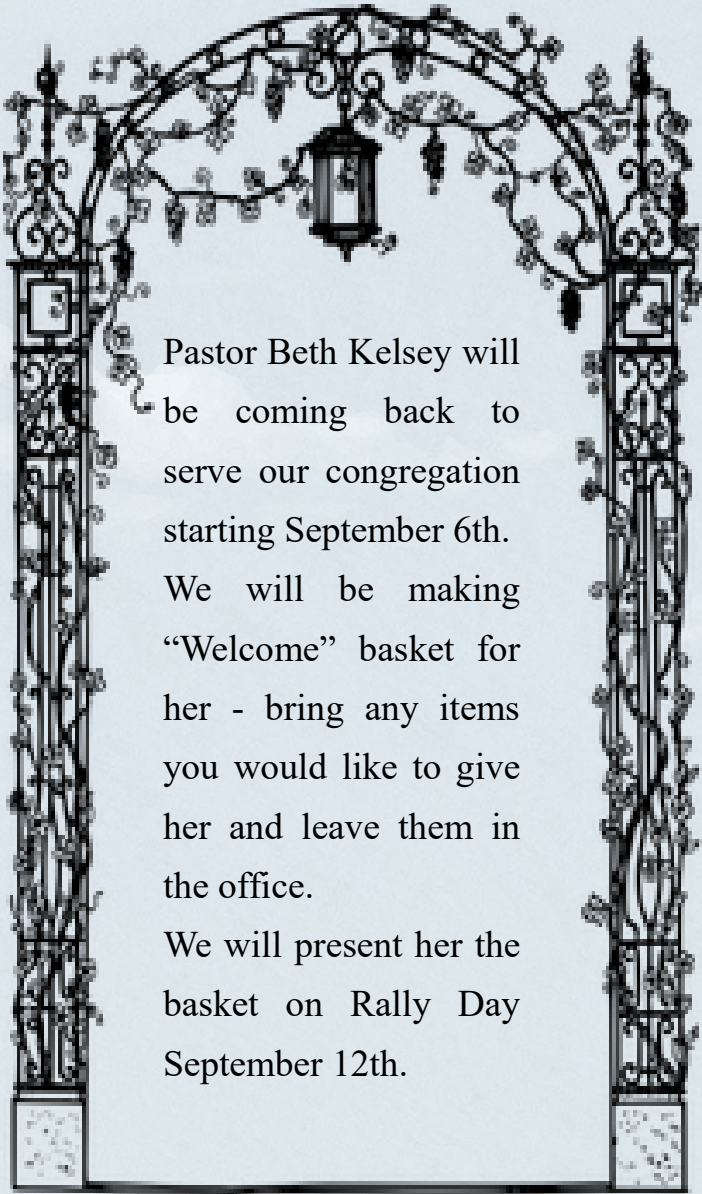 Pastor Beth Kelsey will
be coming back to
serve our congregation
starting September 6th.
We will be making
“Welcome” basket for
her - bring any items
you would like to give
her and leave them in
the office.
We will present her the
basket on Rally Day
September 12th.